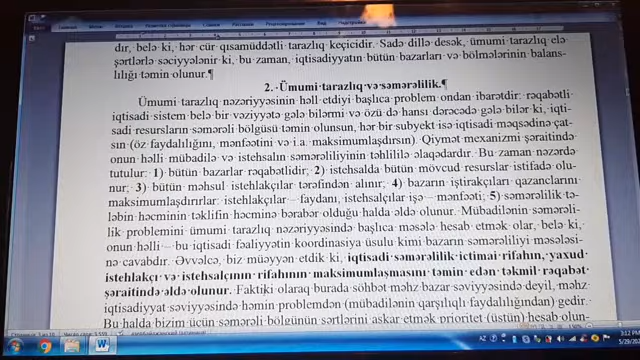 dır, belə ki, hər cür qısamüddətli tarazlıq keçicidir. Sadə dillə desək, ümumi tarazlıq elə
şərtlərlə səciyyələnir ki, bu zaman, iqtisadiyyatın bütün bazarları və bölmələrinin balans-
lılığı təmin olunur.¶
2. Ümumi tarazlıq və səmərəlilik.¶
Ümumi tarazlıq nəzəriyyəsinin həll etdiyi başlıca problem ondan ibarətdir: rəqabətli
iqtisadi sistem belə bir vəziyyətə gələ bilərmi və özü də hansı dərəcədə gələ bilər ki, iqti-
sadi resursların səmərəli bölgüsü təmin olunsun, hər bir subyekt isə iqtisadi məqsədinə çat-
sın (öz faydalılığını, mənfəətini və i.a. maksimumlaşdırsın). Qiymət mexanizmi şəraitində
onun həlli mübadilə və istehsalın səmərəliliyinin təhlililə əlaqədardır. Bu zaman nəzərdə
tutulur: 1) bütün bazarlar rəqabətlidir; 2) istehsalda bütün mövcud resurslar istifadə olu-
nur; 3) bütün məhsul istehlakçılar tərəfindən alınır; 4) bazarın iştirakçıları qazanclarını
maksimumlaşdırırlar: istehlakçılar – faydanı, istehsalçılar isə – mənfəəti; 5) səmərəlilik tə-
ləbin həcminin təklifin həcminə bərabər olduğu halda əldə olunur. Mübadilənin səmərəli-
lik problemini ümumi tarazlıq nəzəriyyəsində başlıca məsələ hesab etmək olar, belə ki,
onun həlli – bu iqtisadi fəaliyyətin koordinasiya üsulu kimi bazarın səmərəliliyi məsələsi-
nə cavabdır. Əvvəlcə, biz müəyyən etdik ki, iqtisadi səmərəlilik ictimai rifahın, yaxud
istehlakçı və istehsalçının rifahının maksimumlaşmasını təmin edən təkmil rəqabət
şəraitində əldə olunur. Faktiki olaraq burada söhbət məhz bazar səviyyəsində deyil, məhz
iqtisadiyyat səviyyəsində həmin problemdən (mübadilənin qarşılıqlı faydalılığından) gedir.
Bu halda bizim üçün səmərəli bölgünün şərtlərini aşkar etmək prioritet (üstün) hesab olun-
3:12 PM